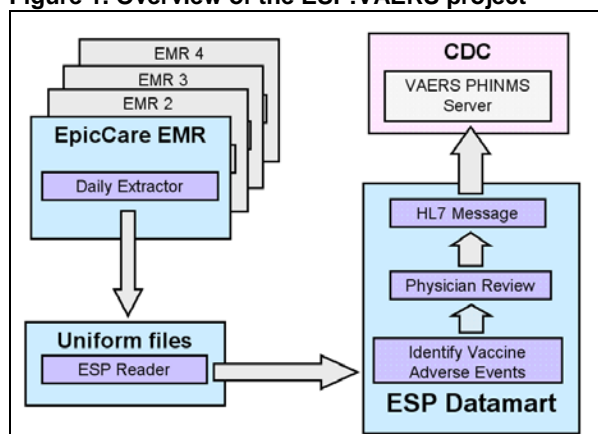 Figure 1. Overview of the ESP:VAERS project
EMR 4
EMR 3
EMR 2
EpicCare EMR
Daily Extractor
Uniform files
ESP Reader
CDC
VAERS PHINMS
Server
HL7 Message
Physician Review
Identify Vaccine
Adverse Events
ESP Datamart